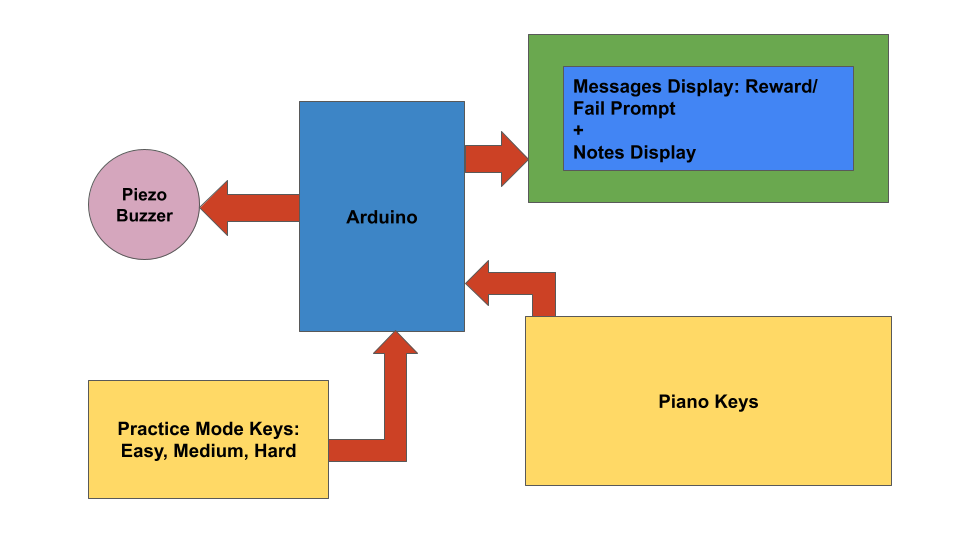 Messages Display: Reward/
Fail Prompt
+
Notes Display
Piezo
Buzzer
Arduino
Practice Mode Keys:
Easy, Medium, Hard
Piano Keys